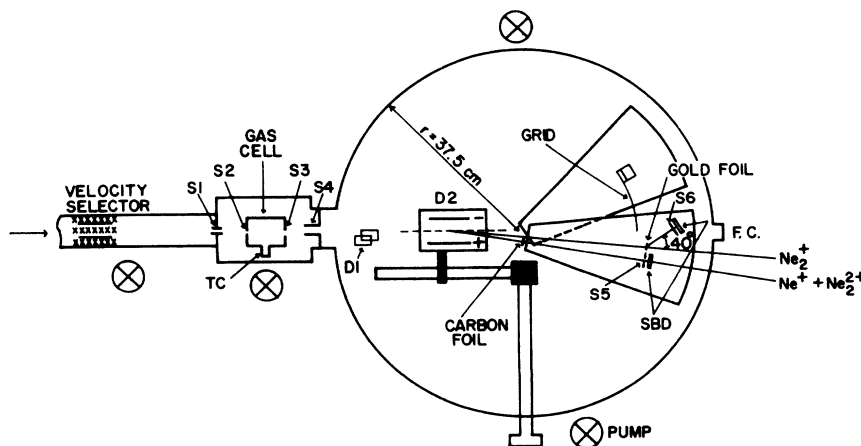 VELOCITY
SELECTOR
S1
S2
GAS
CELL
S3
S4
TC
r = 37.5 cm
D1
D2
+
CARBON
FOIL
GRID
GOLD FOIL
S6
40°
F.C.
S5
SBD
Ne₂⁺
Ne⁺ + Ne₂²⁺
PUMP